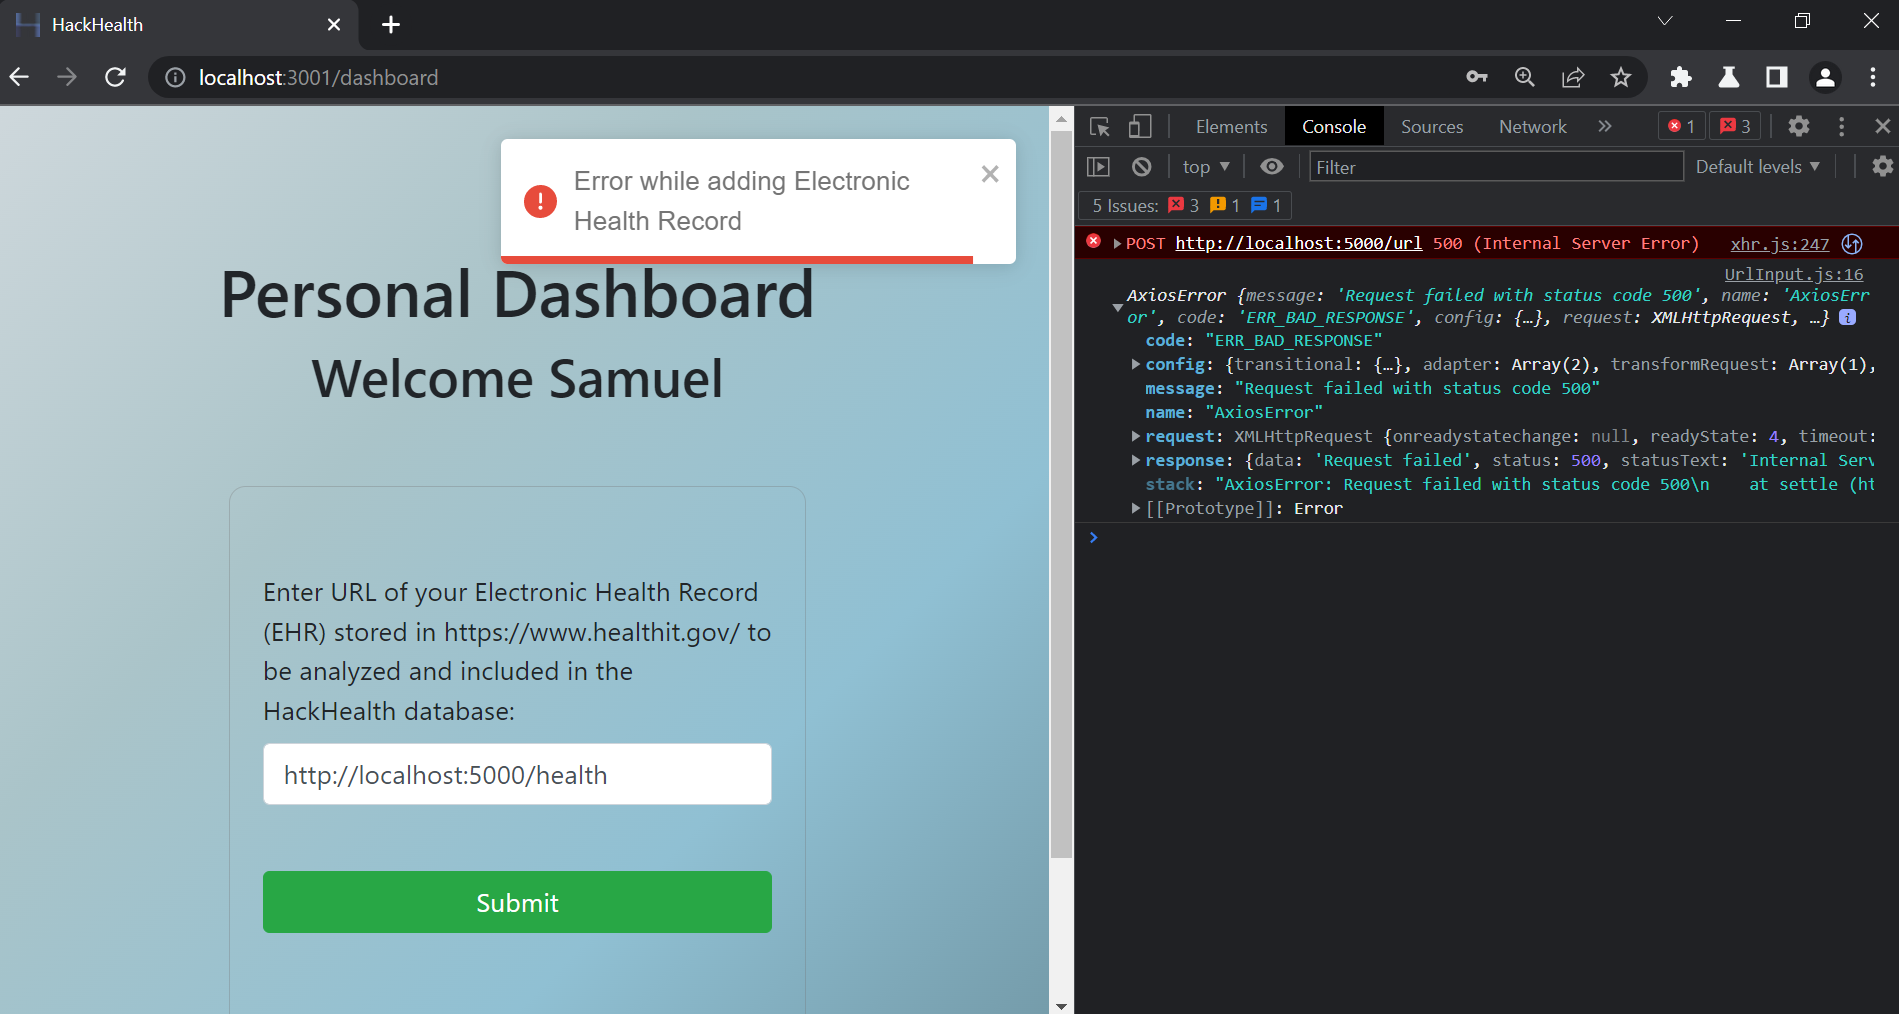 HackHealth
localhost:3001/dashboard
Error while adding Electronic
Health Record
Personal Dashboard
Welcome Samuel
Enter URL of your Electronic Health Record
(EHR) stored in https://www.healthit.gov/ to
be analyzed and included in the
HackHealth database:
http://localhost:5000/health
Submit
Elements Console Sources Network » 1 3
top Filter Default levels
5 Issues: 3 1 1
POST http://localhost:5000/url 500 (Internal Server Error) xhr.js:247
UrlInput.js:16
AxiosError {message: 'Request failed with status code 500', name: 'AxiosErr
or', code: 'ERR_BAD_RESPONSE', config: {…}, request: XMLHttpRequest, …}
code: "ERR_BAD_RESPONSE"
config: {transitional: {…}, adapter: Array(2), transformRequest: Array(1),
message: "Request failed with status code 500"
name: "AxiosError"
request: XMLHttpRequest {onreadystatechange: null, readyState: 4, timeout:
response: {data: 'Request failed', status: 500, statusText: 'Internal Serv
stack: "AxiosError: Request failed with status code 500\n    at settle (ht
[[Prototype]]: Error